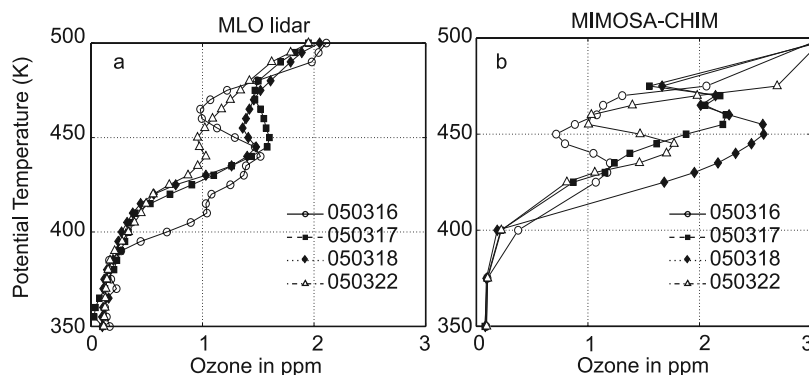 MLO lidar
MIMOSA-CHIM
Potential Temperature (K)
500
450
400
350
a
050316
050317
050318
050322
0 1 2 3
Ozone in ppm
500
450
400
350
b
050316
050317
050318
050322
0 1 2 3
Ozone in ppm